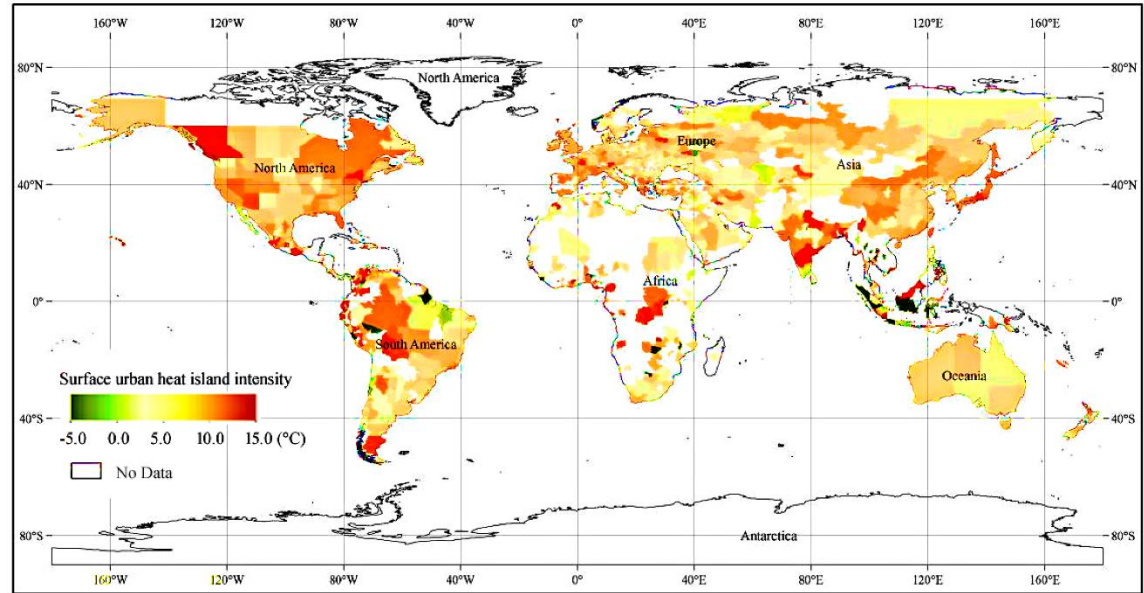 160°W 120°W 80°W 40°W 0° 40°E 80°E 120°E 160°E
80°N North America 80°N
Europe
North America Asia
40°N 40°N
Africa
0° 0°
South America
Surface urban heat island intensity Oceania
-5.0 0.0 5.0 10.0 15.0 (°C)
40°S 40°S
No Data
80°S Antarctica 80°S
160°W 120°W 80°W 40°W 0° 40°E 80°E 120°E 160°E